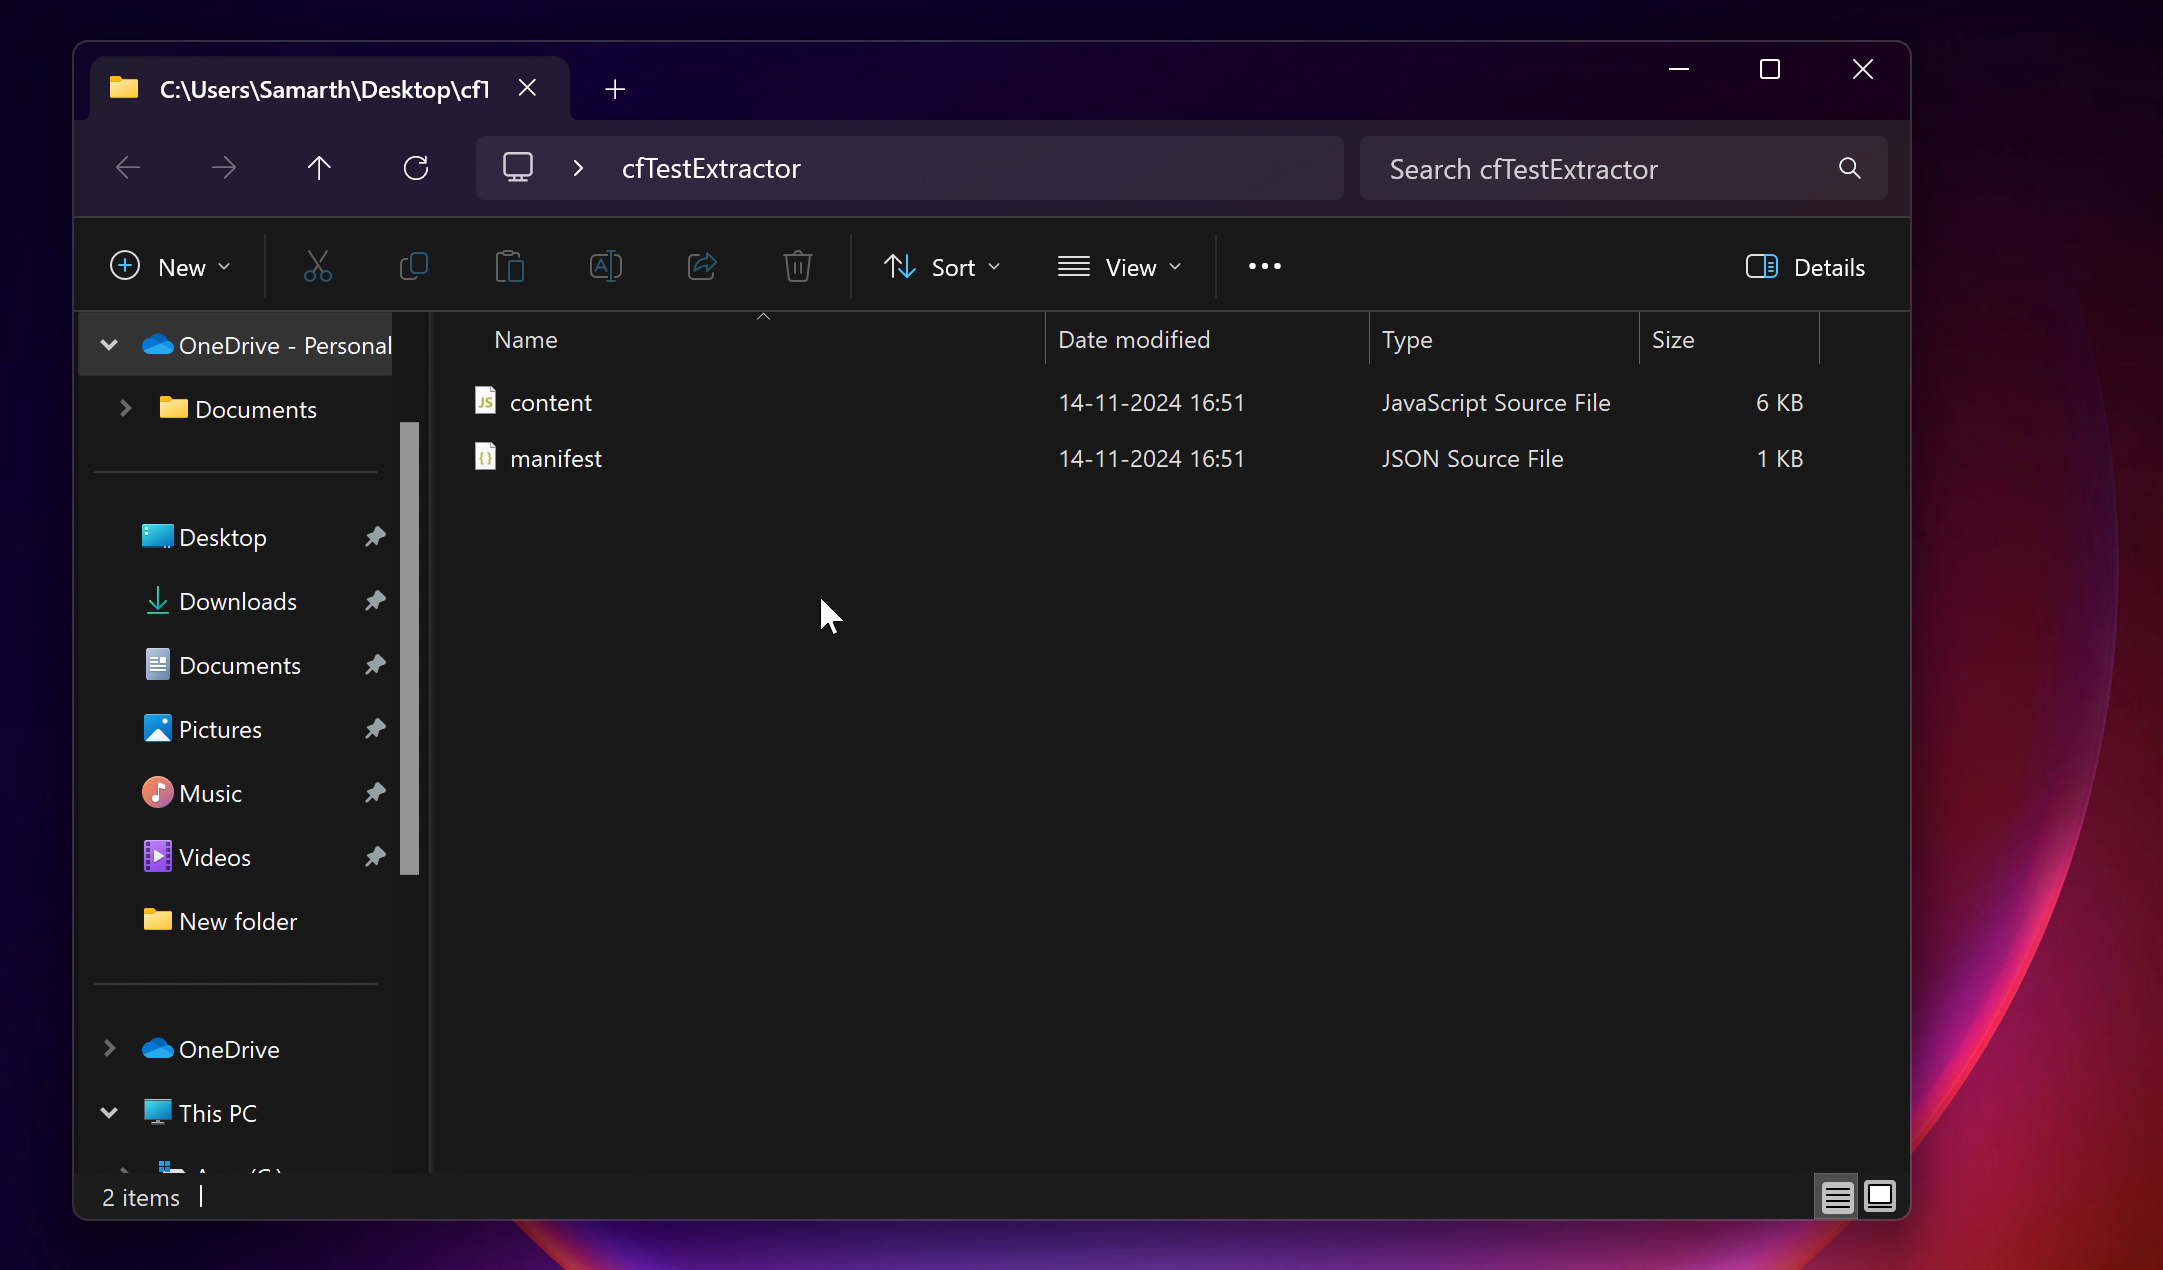 C:\Users\Samarth\Desktop\cfT
cfTestExtractor
Search cfTestExtractor
New
Sort
View
Details
OneDrive - Personal
Documents
Desktop
Downloads
Documents
Pictures
Music
Videos
New folder
OneDrive
This PC
Name Date modified Type Size
content 14-11-2024 16:51 JavaScript Source File 6 KB
manifest 14-11-2024 16:51 JSON Source File 1 KB
2 items